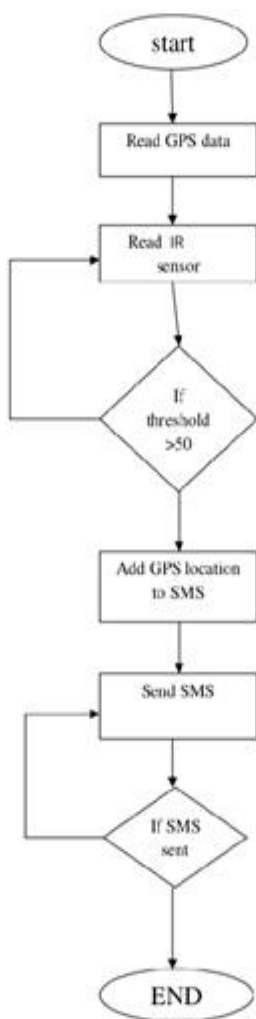 start
Read GPS data
Read IR
sensor
If
threshold
>50
Add GPS location
to SMS
Send SMS
If SMS
sent
END